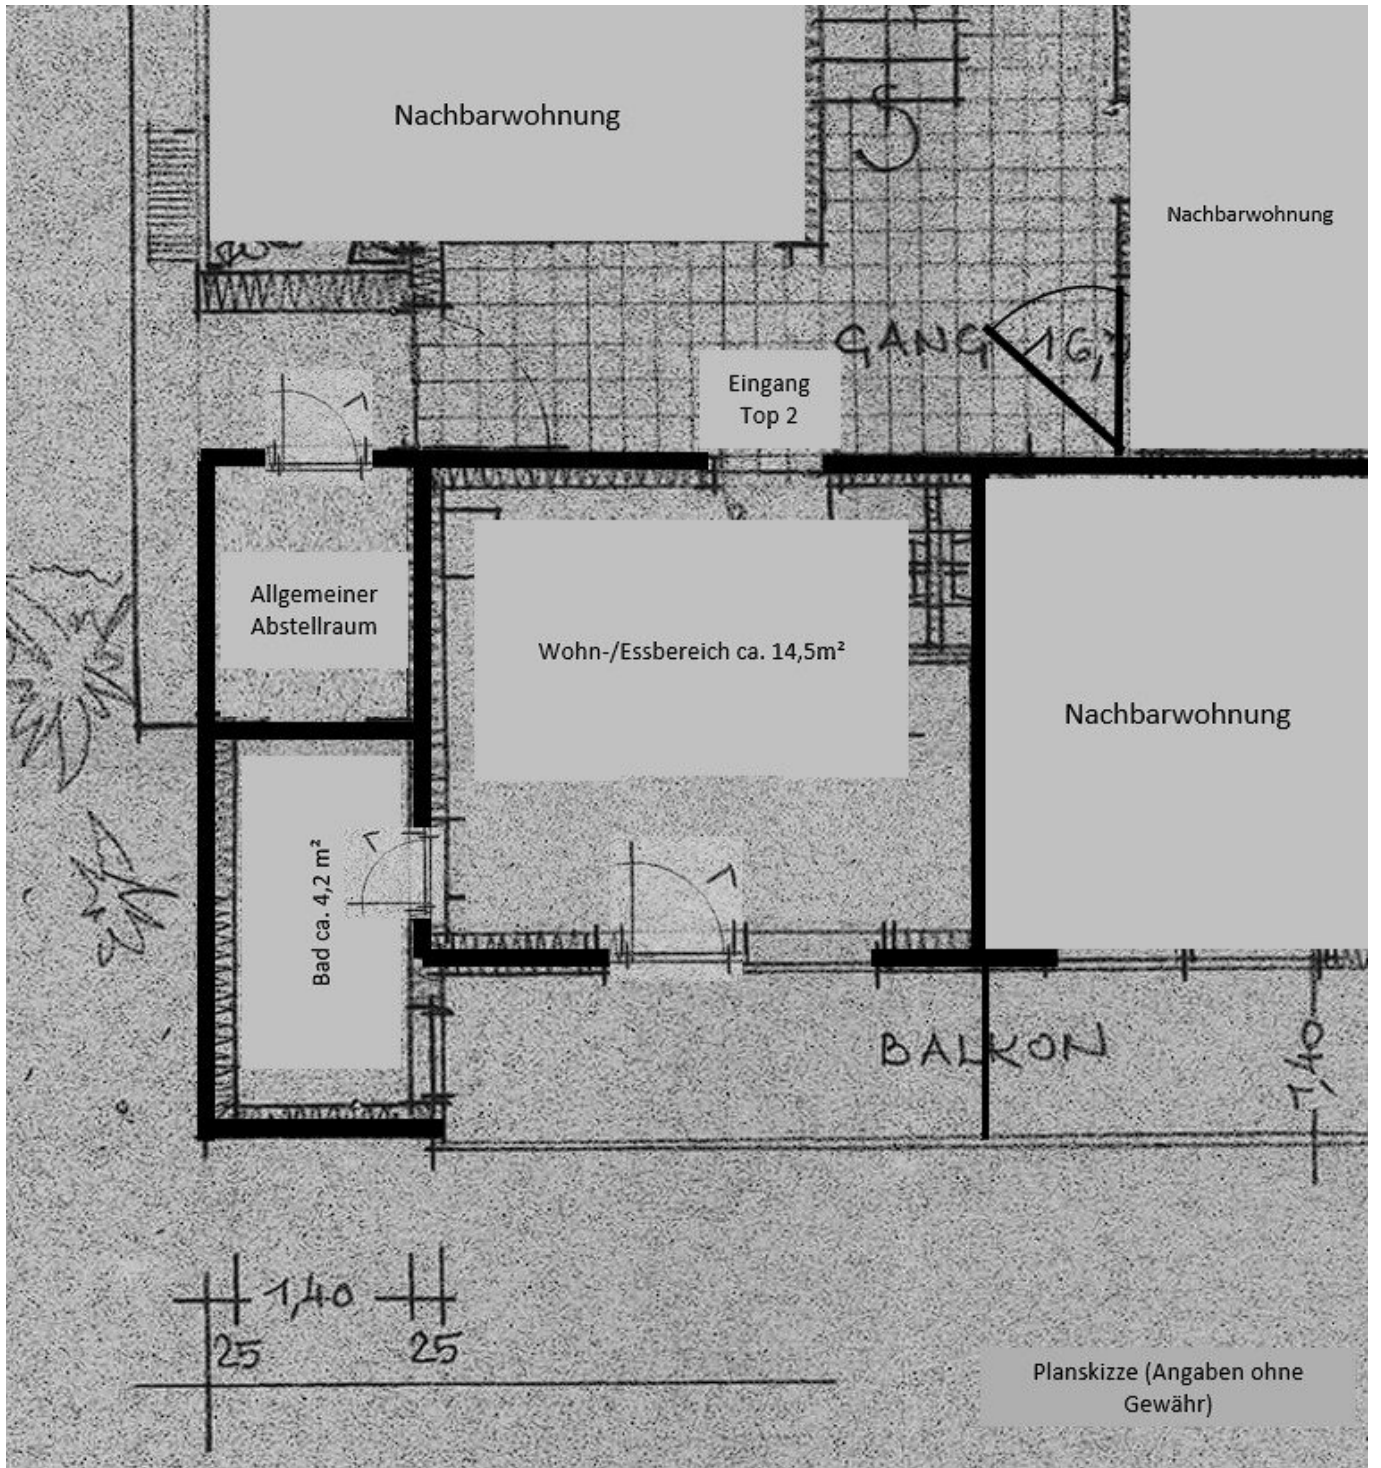 Nachbarwohnung
Nachbarwohnung
GANG 16,
Eingang
Top 2
Allgemeiner
Abstellraum
Wohn-/Essbereich ca. 14,5m²
Nachbarwohnung
Bad ca. 4,2 m²
BALKON
1,40
1,40
25
25
Planskizze (Angaben ohne
Gewähr)